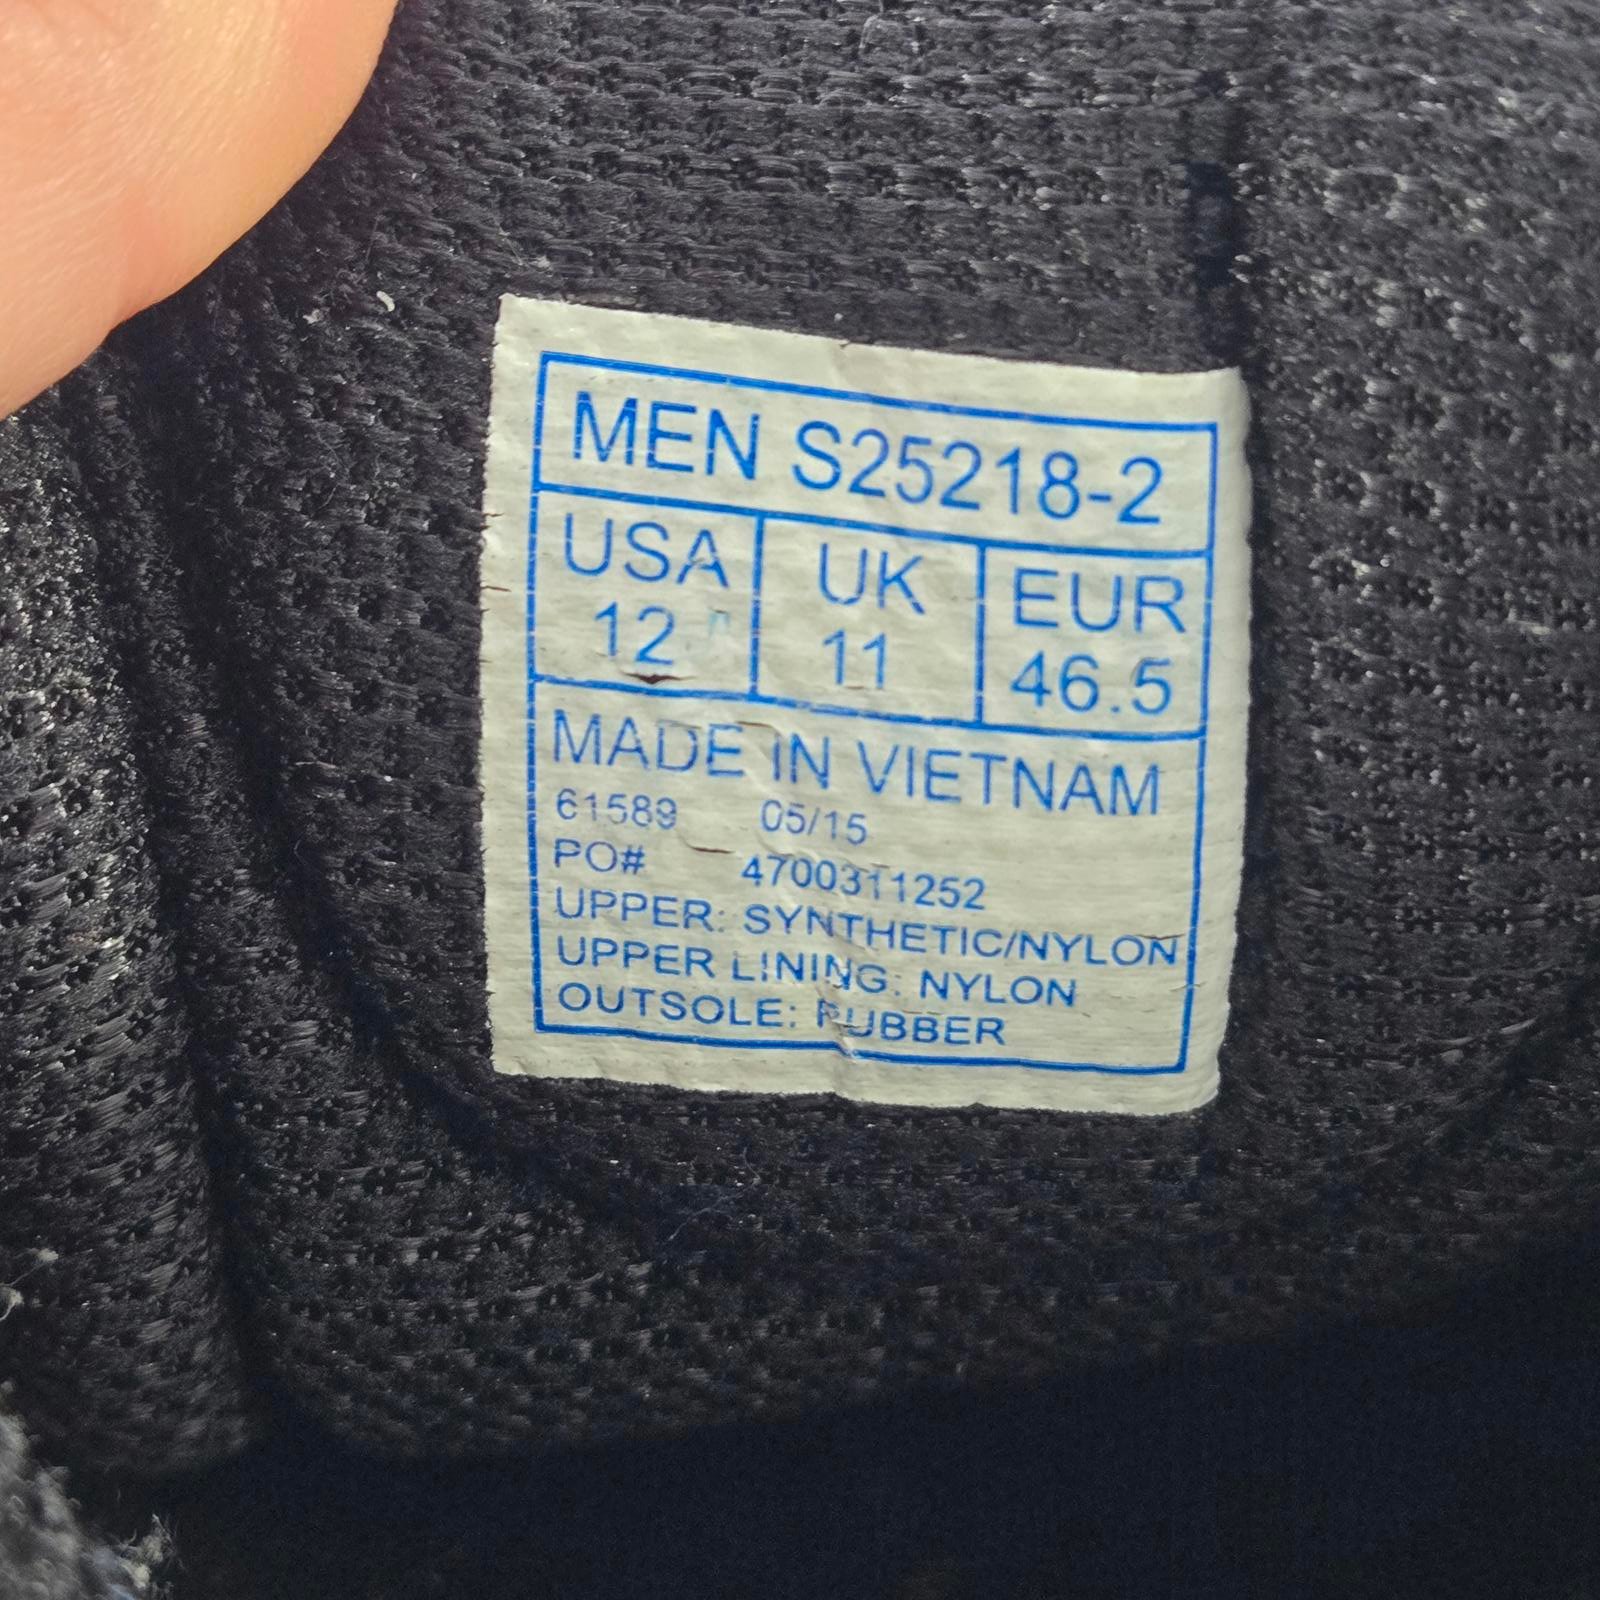 MEN S25218-2
USA UK EUR
12 11 46.5
MADE IN VIETNAM
61589 05/15
PO# 4700311252
UPPER: SYNTHETIC/NYLON
UPPER LINING: NYLON
OUTSOLE: RUBBER